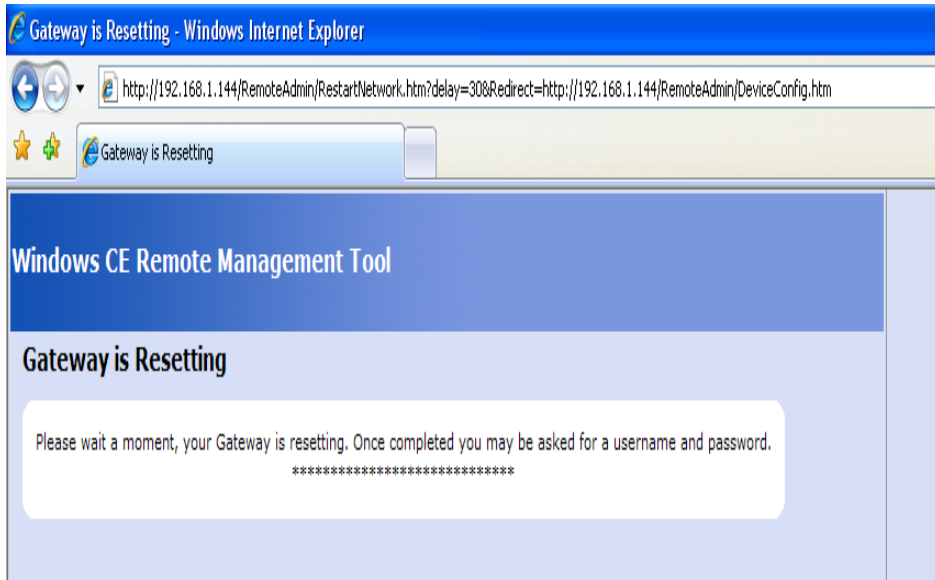 Gateway is Resetting - Windows Internet Explorer
http://192.168.1.144/RemoteAdmin/RestartNetwork.htm?delay=30&Redirect=http://192.168.1.144/RemoteAdmin/DeviceConfig.htm
Gateway is Resetting
Windows CE Remote Management Tool
Gateway is Resetting
Please wait a moment, your Gateway is resetting. Once completed you may be asked for a username and password.
*****************************